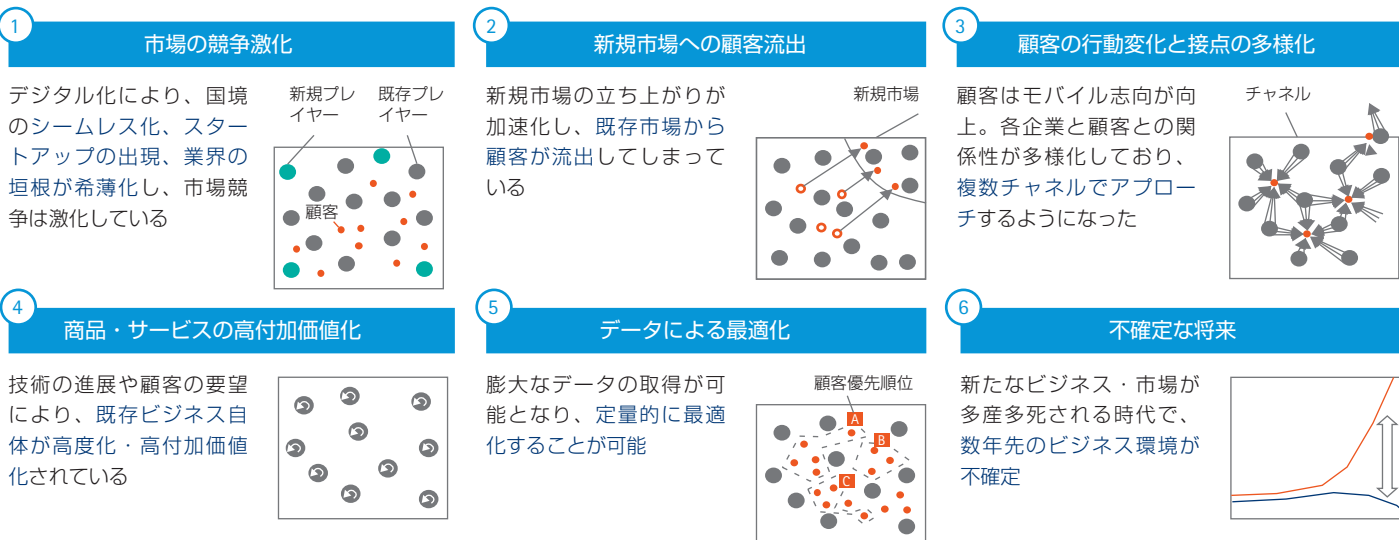 1
市場の競争激化
デジタル化により、国境
のシームレス化、スター
トアップの出現、業界の
垣根が希薄化し、市場競
争は激化している
新規プレ
イヤー
既存プレ
イヤー
顧客
2
新規市場への顧客流出
新規市場の立ち上がりが
加速化し、既存市場から
顧客が流出してしまって
いる
新規市場
3
顧客の行動変化と接点の多様化
顧客はモバイル志向が向
上。各企業と顧客との関
係性が多様化しており、
複数チャネルでアプロー
チするようになった
チャネル
4
商品・サービスの高付加価値化
技術の進展や顧客の要望
により、既存ビジネス自
体が高度化・高付加価値
化されている
5
データによる最適化
膨大なデータの取得が可
能となり、定量的に最適
化することが可能
顧客優先順位
A
B
C
6
不確定な将来
新たなビジネス・市場が
多産多死される時代で、
数年先のビジネス環境が
不確定